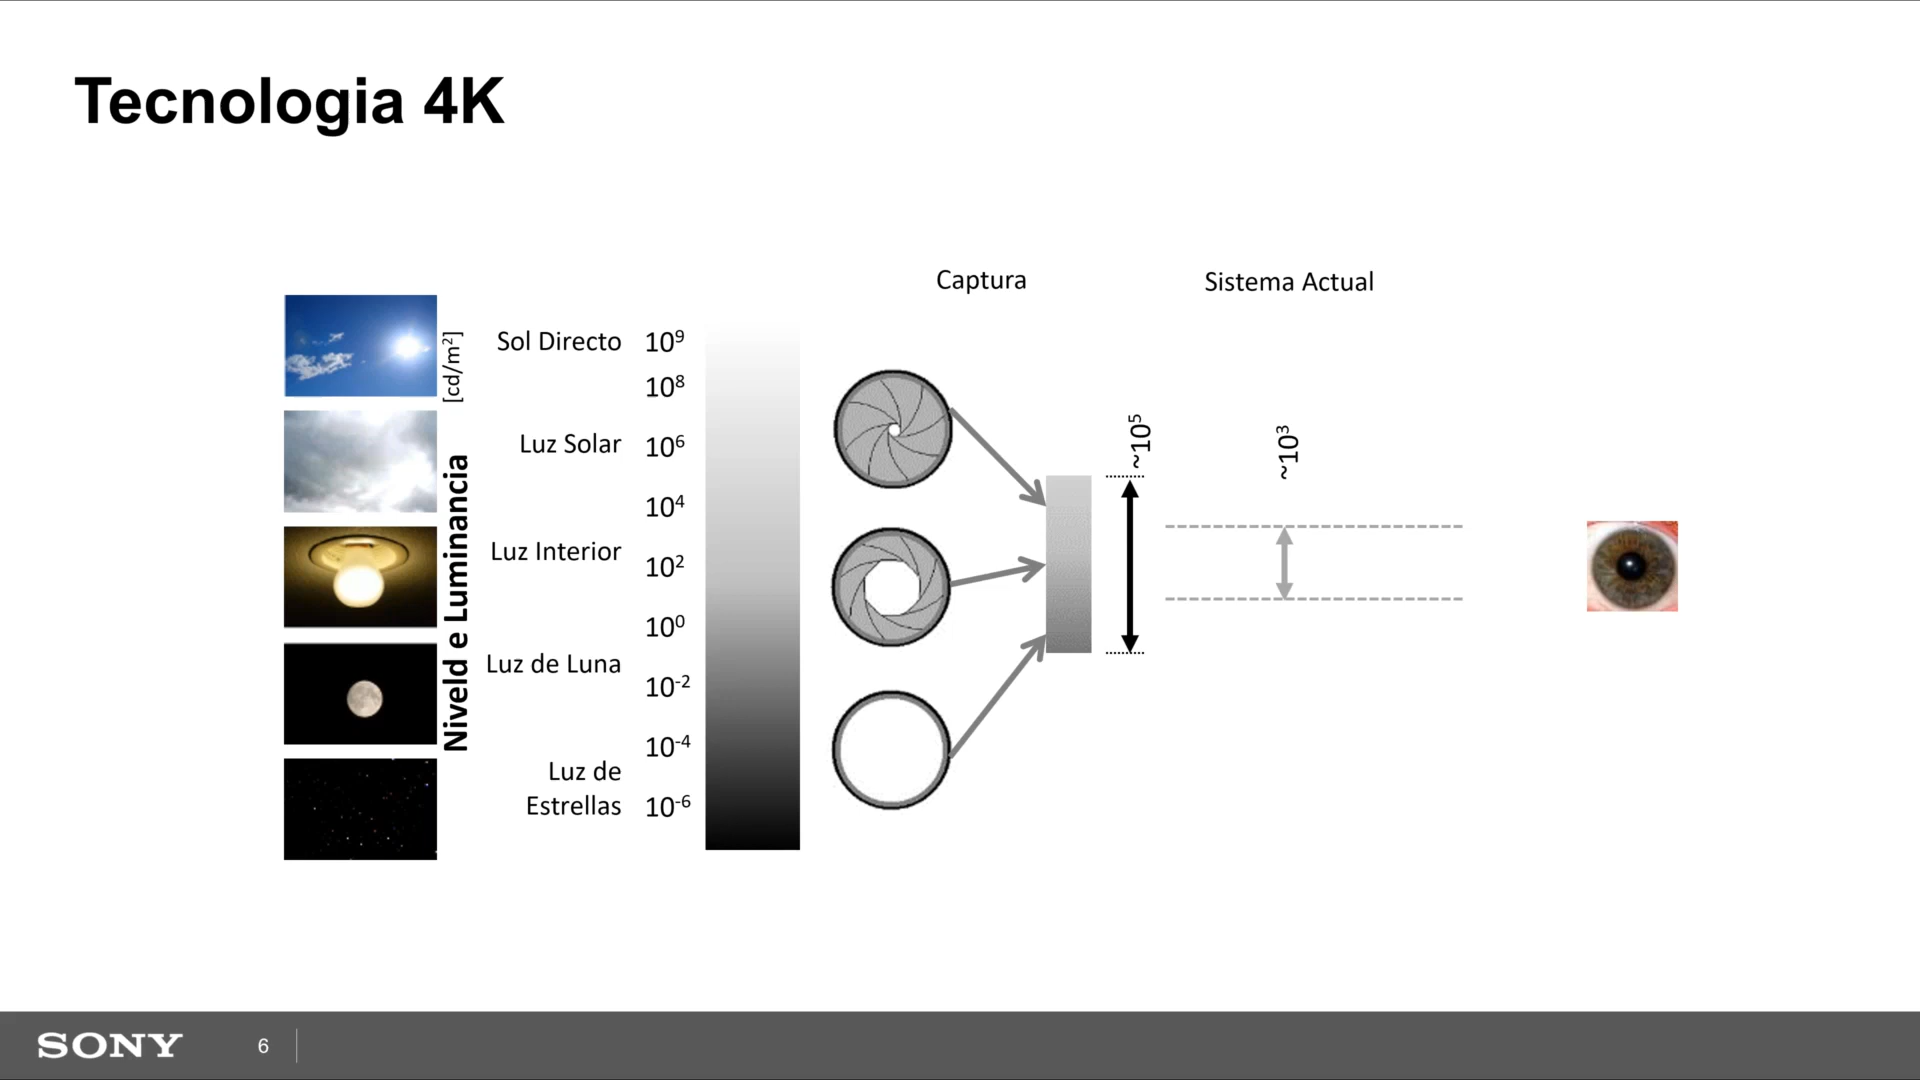 Tecnologia 4K
Captura
Sistema Actual
[cd/m²]
Niveld e Luminancia
Sol Directo 10⁹
10⁸
Luz Solar 10⁶
10⁴
Luz Interior 10²
10⁰
Luz de Luna 10⁻²
10⁻⁴
Luz de
Estrellas 10⁻⁶
~10⁵
~10³
SONY 6